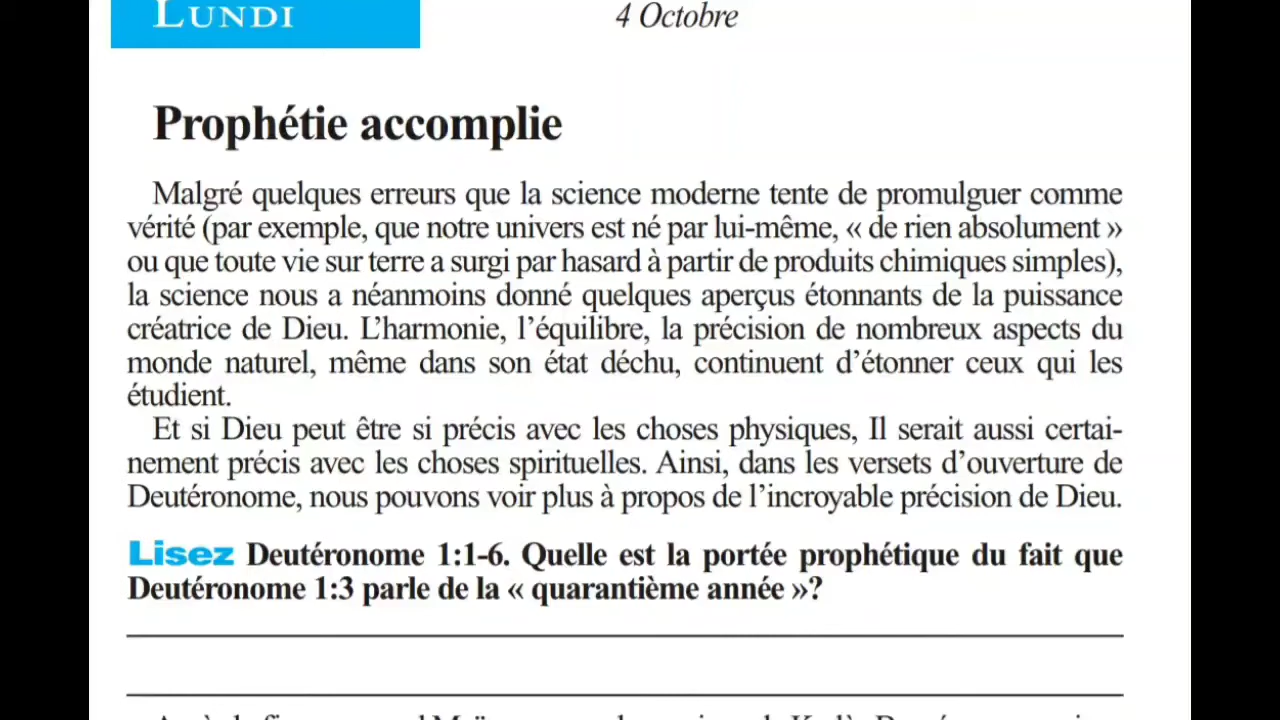 LUNDI
4 Octobre
Prophétie accomplie
Malgré quelques erreurs que la science moderne tente de promulguer comme
vérité (par exemple, que notre univers est né par lui-même, « de rien absolument »
ou que toute vie sur terre a surgi par hasard à partir de produits chimiques simples),
la science nous a néanmoins donné quelques aperçus étonnants de la puissance
créatrice de Dieu. L’harmonie, l’équilibre, la précision de nombreux aspects du
monde naturel, même dans son état déchu, continuent d’étonner ceux qui les
étudient.
Et si Dieu peut être si précis avec les choses physiques, Il serait aussi certai-
nement précis avec les choses spirituelles. Ainsi, dans les versets d’ouverture de
Deutéronome, nous pouvons voir plus à propos de l’incroyable précision de Dieu.
Lisez Deutéronome 1:1-6. Quelle est la portée prophétique du fait que
Deutéronome 1:3 parle de la « quarantième année »?